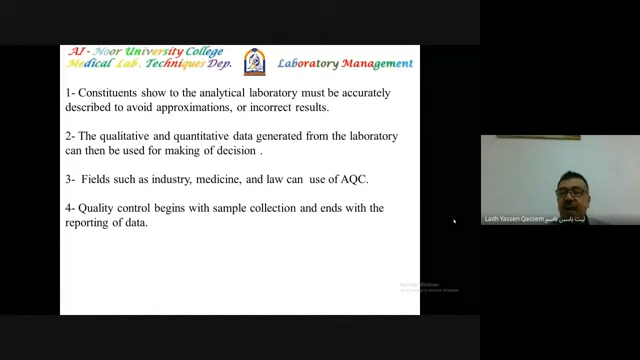 Al - Noor University College
Medical Lab . Techniques Dep.
Laboratory Management
1- Constituents show to the analytical laboratory must be accurately
described to avoid approximations, or incorrect results.
2- The qualitative and quantitative data generated from the laboratory
can then be used for making of decision .
3- Fields such as industry, medicine, and law can use of AQC.
4- Quality control begins with sample collection and ends with the
reporting of data.
Laith Yassen Qassem ليث ياسين قاسم
Activate Windows